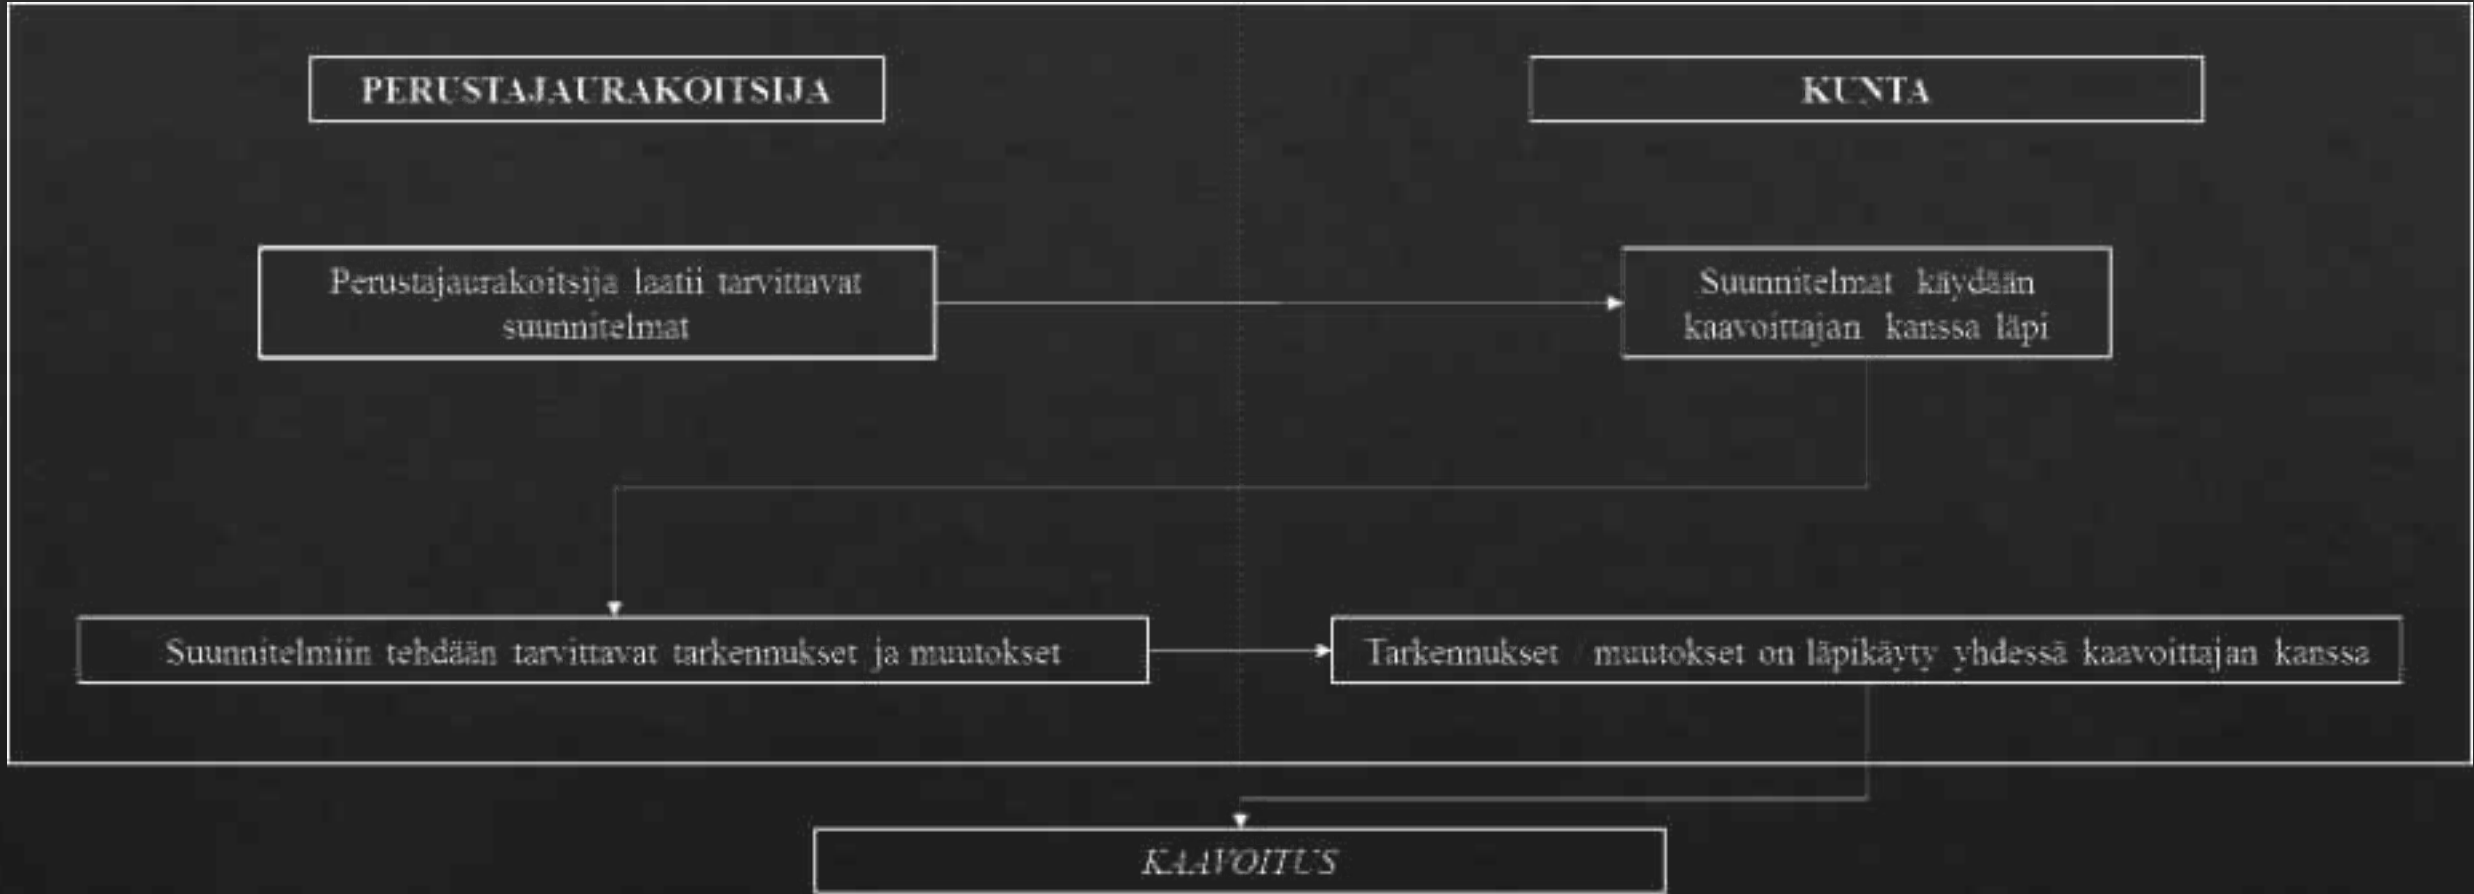 PERUSTAJAURAKOITSIJA
KUNTA
Perustajaurakoitsija laatii tarvittavat
suunnitelmat
Suunnitelmat käydään
kaavoittajan kanssa läpi
Suunnitelmiin tehdään tarvittavat tarkennukset ja muutokset
Tarkennukset / muutokset on läpikäyty yhdessä kaavoittajan kanssa
KAAVOITUS